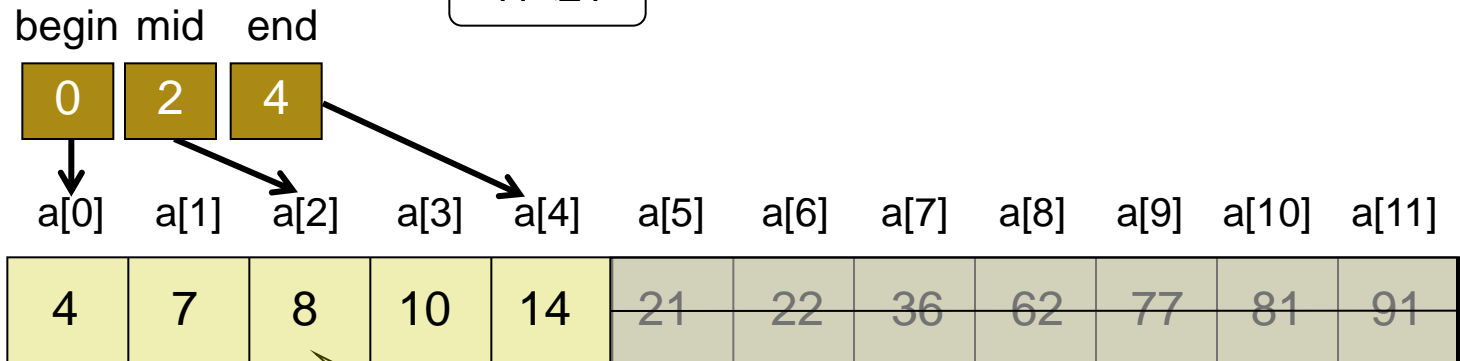 begin mid end
0 2 4
a[0] a[1] a[2] a[3] a[4] a[5] a[6] a[7] a[8] a[9] a[10] a[11]
4 7 8 10 14 21 22 36 62 77 81 91